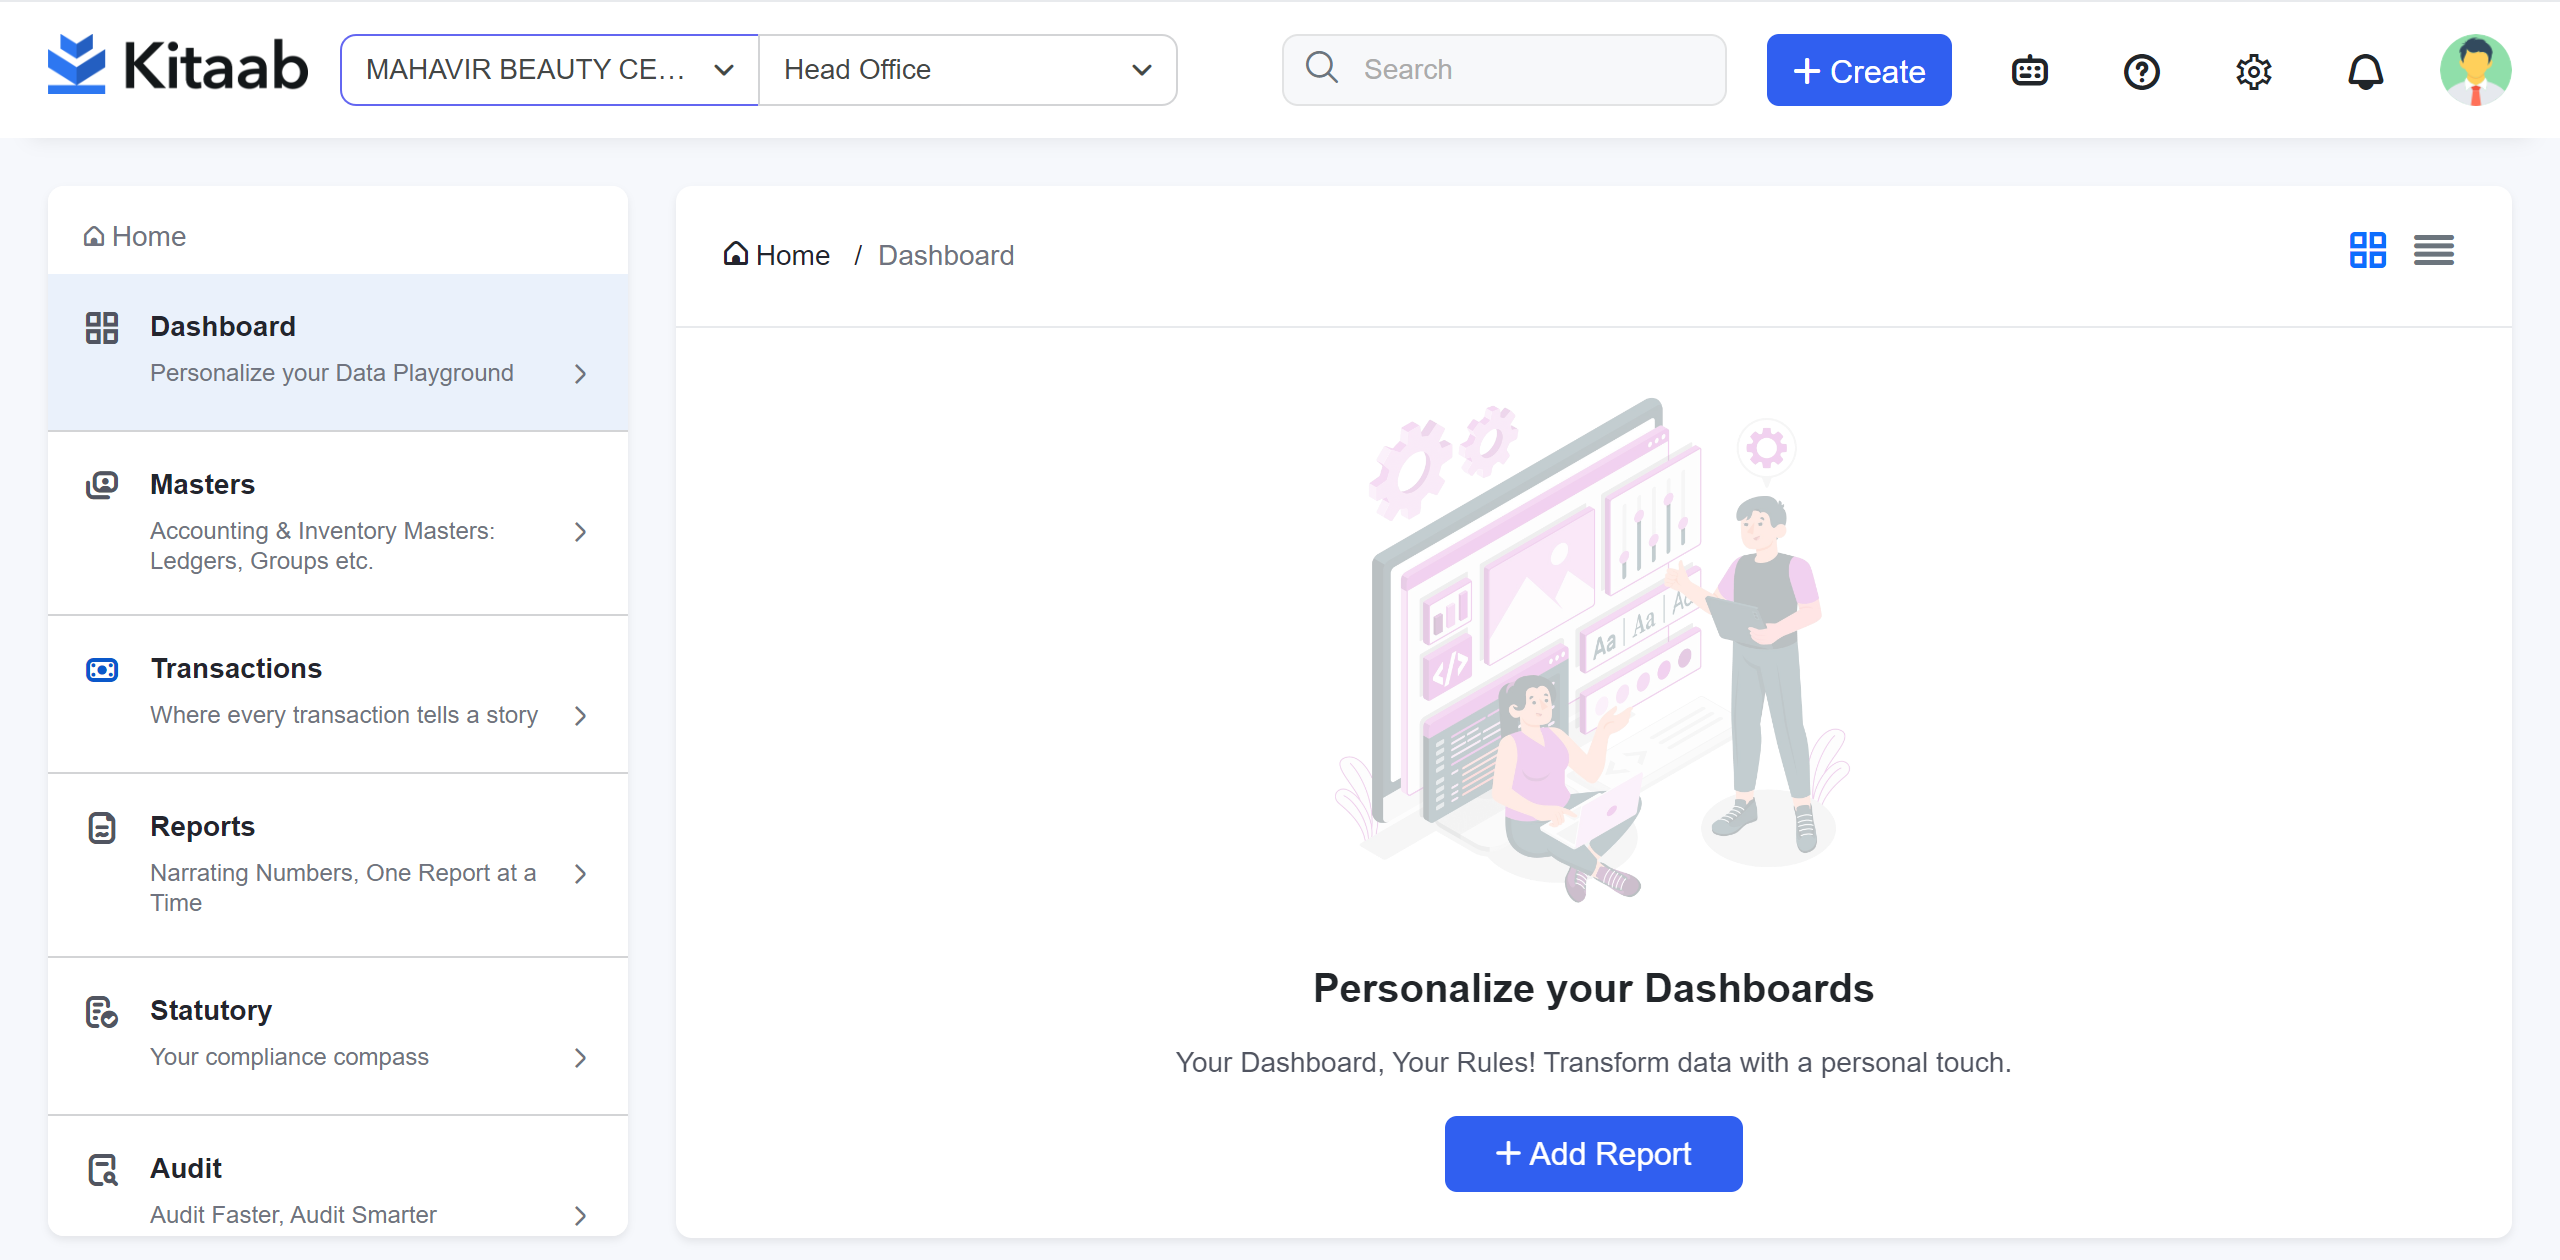 Kitaab
MAHAVIR BEAUTY CE...
Head Office
Search
+ Create
Home
Dashboard
Personalize your Data Playground
Masters
Accounting & Inventory Masters:
Ledgers, Groups etc.
Transactions
Where every transaction tells a story
Reports
Narrating Numbers, One Report at a
Time
Statutory
Your compliance compass
Audit
Audit Faster, Audit Smarter
Home / Dashboard
Aa | Aa | Ac
</>
Personalize your Dashboards
Your Dashboard, Your Rules! Transform data with a personal touch.
+ Add Report